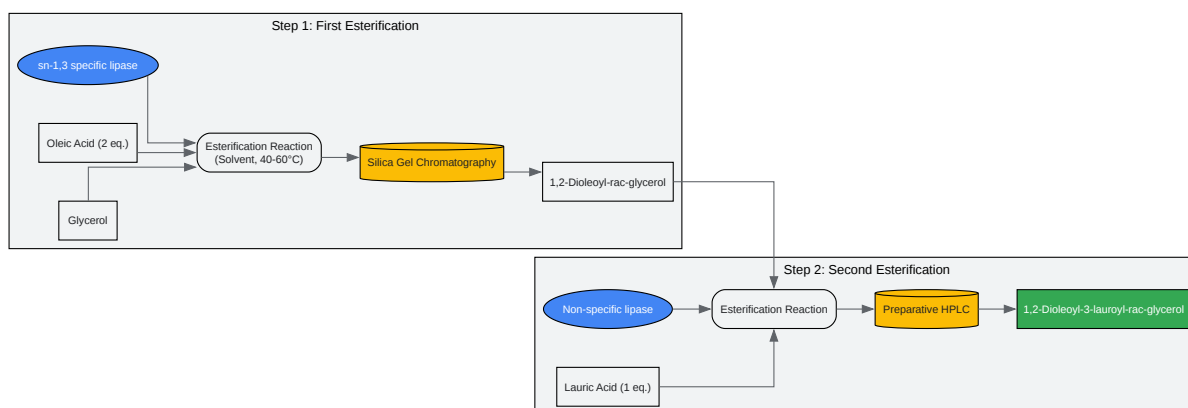 Step 1: First Esterification
sn-1,3 specific lipase
Oleic Acid (2 eq.)
Glycerol
Esterification Reaction
(Solvent, 40-60°C)
Silica Gel Chromatography
1,2-Dioleoyl-rac-glycerol
Step 2: Second Esterification
Non-specific lipase
Lauric Acid (1 eq.)
Esterification Reaction
Preparative HPLC
1,2-Dioleoyl-3-lauroyl-rac-glycerol